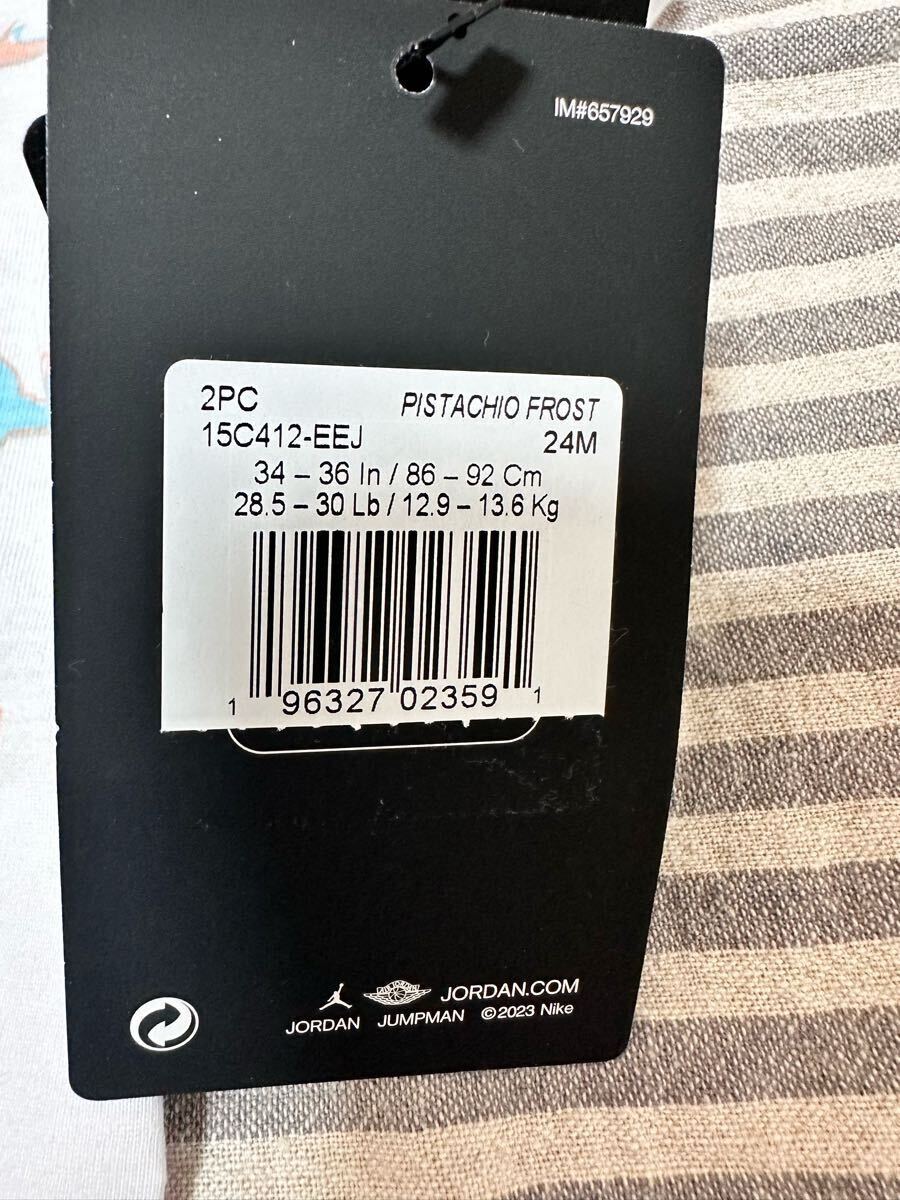 IM#657929
2PC PISTACHIO FROST
15C412-EEJ 24M
34 – 36 In / 86 – 92 Cm
28.5 – 30 Lb / 12.9 – 13.6 Kg
1 96327 02359 1
JORDAN.COM
JORDAN JUMPMAN ©2023 Nike